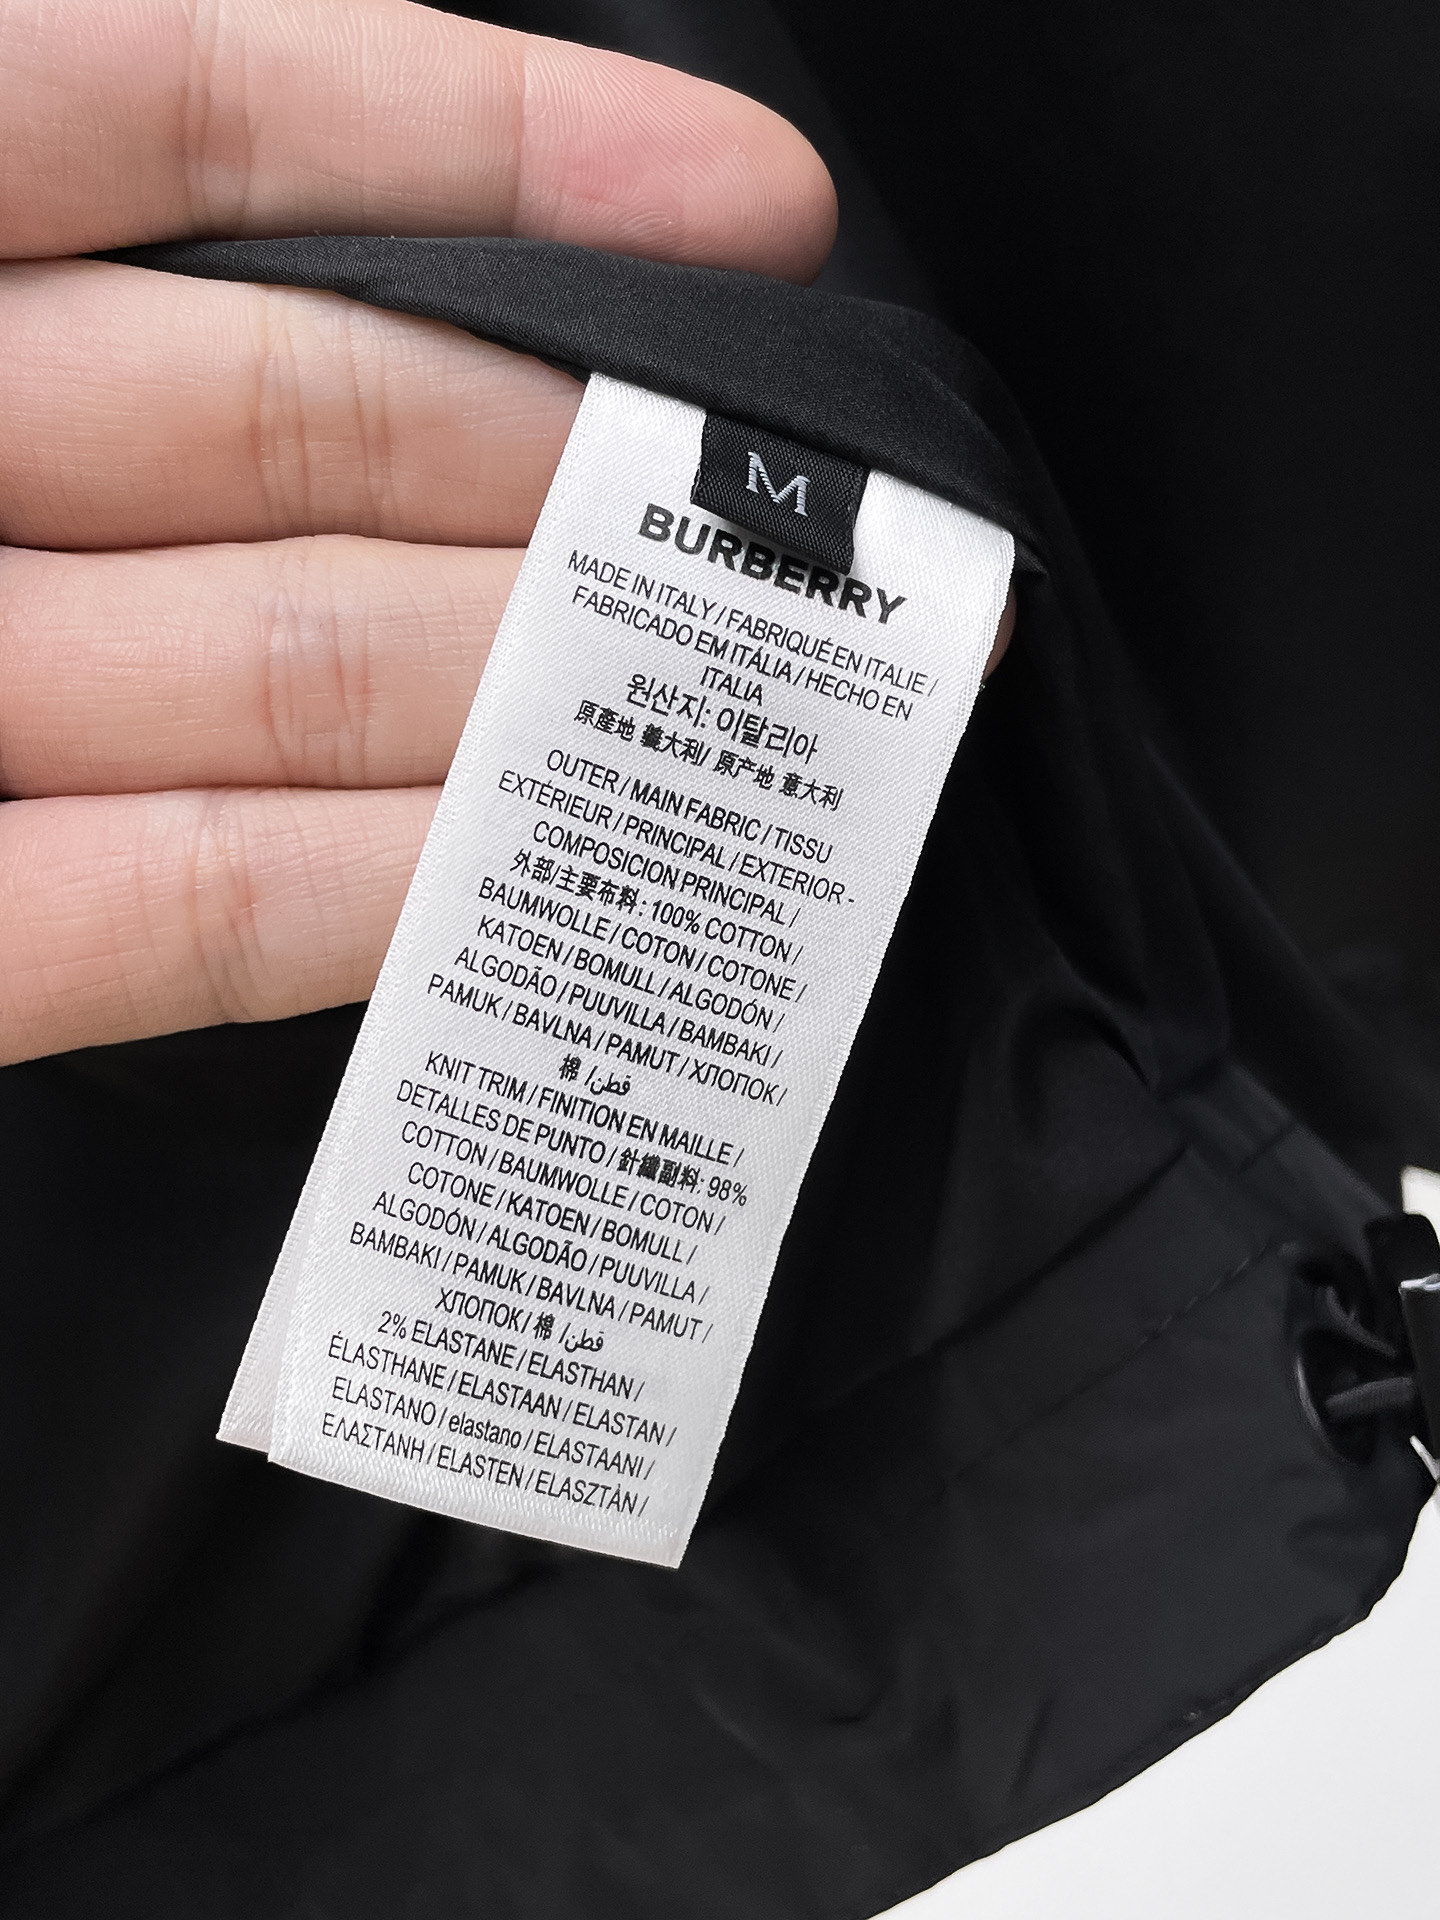 M
BURBERRY
MADE IN ITALY / FABRIQUÉ EN ITALIE /
FABRICADO EM ITÁLIA / HECHO EN
ITALIA
원산지: 이탈리아
原產地 義大利/ 原产地 意大利
OUTER / MAIN FABRIC / TISSU
EXTÉRIEUR / PRINCIPAL / EXTERIOR -
COMPOSICION PRINCIPAL /
外部/主要布料: 100% COTTON /
BAUMWOLLE / COTON / COTONE /
KATOEN / BOMULL / ALGODÓN /
ALGODÃO / PUUVILLA / BAMBAKI /
PAMUK / BAVLNA / PAMUT / ХЛОПОК /
棉 /قطن
KNIT TRIM / FINITION EN MAILLE /
DETALLES DE PUNTO / 針織副料: 98%
COTTON / BAUMWOLLE / COTON /
COTONE / KATOEN / BOMULL /
ALGODÓN / ALGODÃO / PUUVILLA /
BAMBAKI / PAMUK / BAVLNA / PAMUT /
ХЛОПОК / 棉 /قطن
2% ELASTANE / ELASTHAN /
ÉLASTHANE / ELASTAAN / ELASTAN /
ELASTANO / elastano / ELASTAANI /
ΕΛΑΣΤΑΝΗ / ELASTEN / ELASZTÀN /